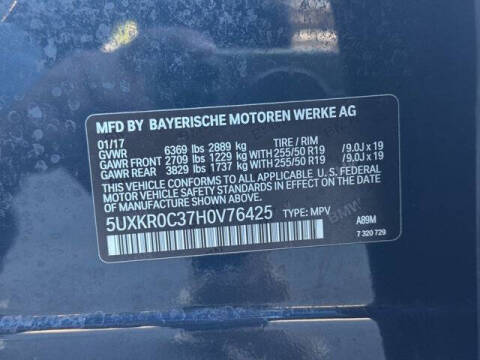 MFD BY BAYERISCHE MOTOREN WERKE AG
01/17
GVWR 6369 lbs 2889 kg TIRE / RIM
GAWR FRONT 2709 lbs 1229 kg WITH 255/50 R19 /9.0J x 19
GAWR REAR 3829 lbs 1737 kg WITH 255/50 R19 /9.0J x 19
THIS VEHICLE CONFORMS TO ALL APPLICABLE U.S. FEDERAL
MOTOR VEHICLE SAFETY STANDARDS IN EFFECT ON THE DATE OF
MANUFACTURE SHOWN ABOVE.
5UXKR0C37H0V76425 TYPE: MPV
A89M
7 320 729